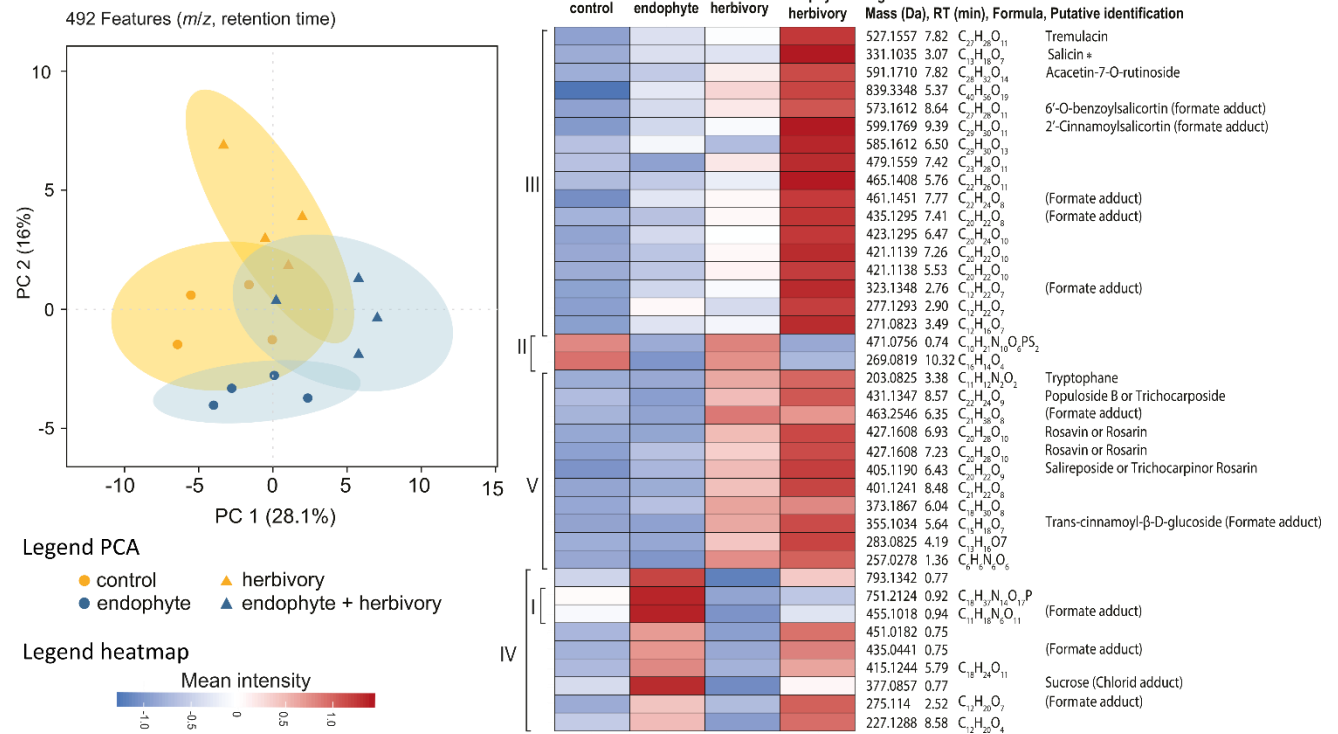 492 Features (m/z, retention time)
10
5
0
-5
PC 2 (16%)
-10
-5
0
5
10
15
PC 1 (28.1%)
Legend PCA
control
herbivory
endophyte
endophyte + herbivory
Legend heatmap
Mean intensity
-1.0
-0.5
0
0.5
1.0
control endophyte herbivory herbivory
Mass (Da), RT (min), Formula, Putative identification
III
II
V
I
IV
527.1557 7.82 C27H28O11 Tremulacin
331.1035 3.07 C13H18O7 Salicin *
591.1710 7.82 C28H32O14 Acacetin-7-O-rutinoside
839.3348 5.37 C40H56O19
573.1612 8.64 C27H28O11 6′-O-benzoylsalicortin (formate adduct)
599.1769 9.39 C29H30O11 2′-Cinnamoylsalicortin (formate adduct)
585.1612 6.50 C29H30O13
479.1559 7.42 C23H28O11
465.1408 5.76 C22H26O11
461.1451 7.77 C22H24O8 (Formate adduct)
435.1295 7.41 C20H22O8 (Formate adduct)
423.1295 6.47 C20H24O10
421.1139 7.26 C20H22O10
421.1138 5.53 C20H22O10
323.1348 2.76 C12H22O7 (Formate adduct)
277.1293 2.90 C12H22O7
271.0823 3.49 C12H16O7
471.0756 0.74 C10H21N10O6PS2
269.0819 10.32 C16H14O4
203.0825 3.38 C11H12N2O2 Tryptophane
431.1347 8.57 C22H24O9 Populoside B or Trichocarposide
463.2546 6.35 C21H38O8 (Formate adduct)
427.1608 6.93 C20H28O10 Rosavin or Rosarin
427.1608 7.23 C20H28O10 Rosavin or Rosarin
405.1190 6.43 C20H22O9 Salireposide or Trichocarpinor Rosarin
401.1241 8.48 C21H22O8
373.1867 6.04 C18H30O8
355.1034 5.64 C15H18O7 Trans-cinnamoyl-β-D-glucoside (Formate adduct)
283.0825 4.19 C13H16O7
257.0278 1.36 C6H6N6O6
793.1342 0.77
751.2124 0.92 C18H37N14O17P
455.1018 0.94 C11H18N6O11 (Formate adduct)
451.0182 0.75
435.0441 0.75 (Formate adduct)
415.1244 5.79 C18H24O11
377.0857 0.77 Sucrose (Chlorid adduct)
275.114 2.52 C12H20O7 (Formate adduct)
227.1288 8.58 C12H20O4